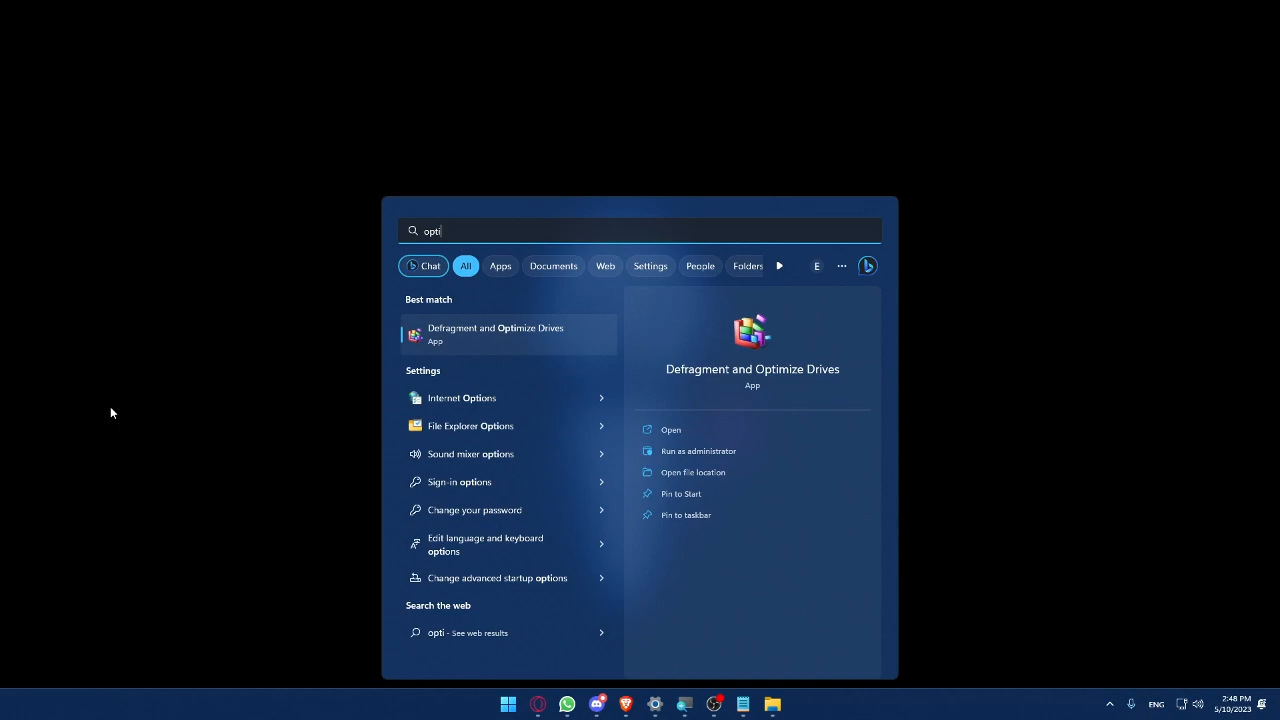 opti
Chat
All
Apps
Documents
Web
Settings
People
Folders
E
Best match
Defragment and Optimize Drives
App
Settings
Internet Options
File Explorer Options
Sound mixer options
Sign-in options
Change your password
Edit language and keyboard
options
Change advanced startup options
Search the web
opti - See web results
Defragment and Optimize Drives
App
Open
Run as administrator
Open file location
Pin to Start
Pin to taskbar
ENG
2:48 PM
5/10/2023